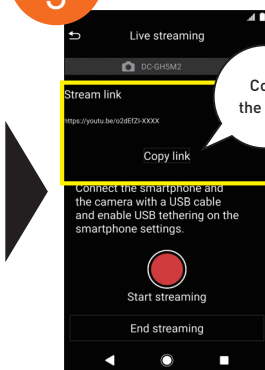 Live streaming
DC-GH5M2
Stream link
https://youtu.be/o2dEfZI-XXXX
the
Copy link
Connect the smartphone and
the camera with a USB cable
and enable USB tethering on the
smartphone settings.
Start streaming
End streaming